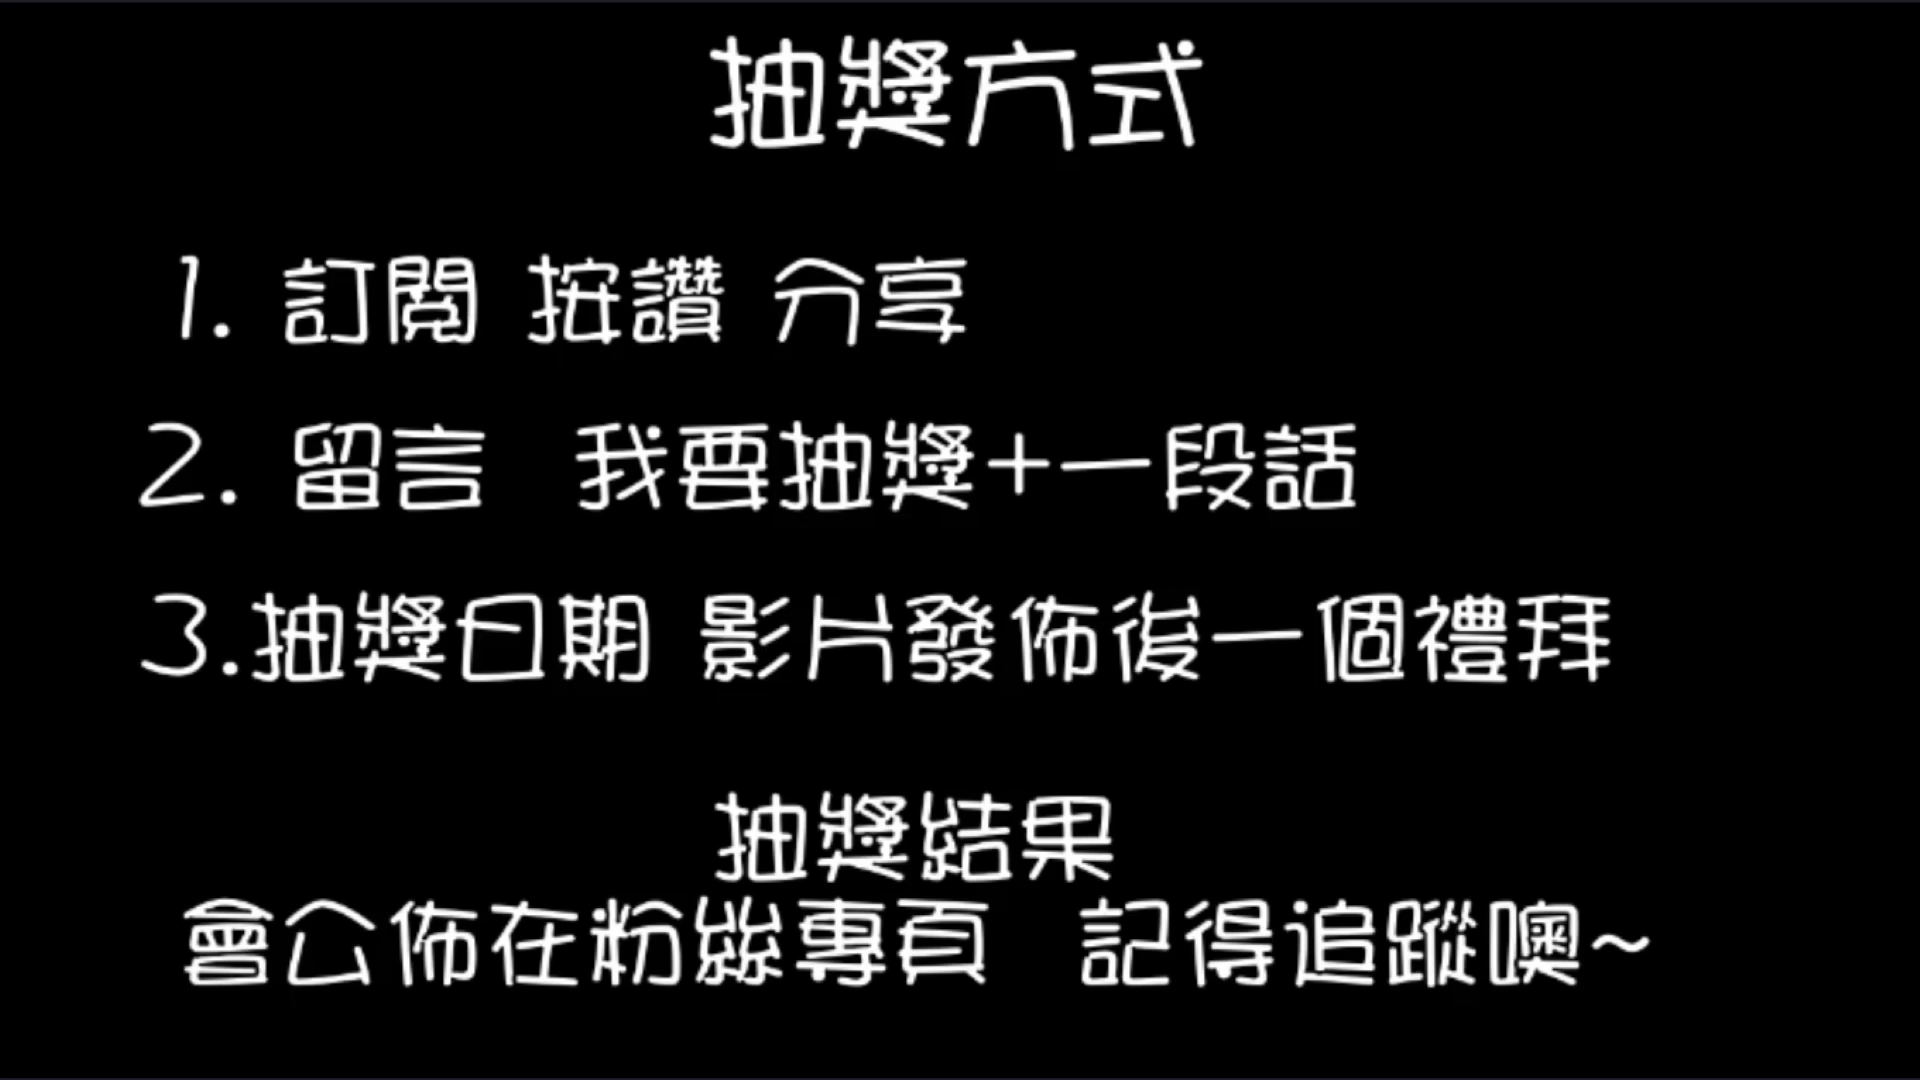 抽獎方式
1. 訂閱 按讚 分享
2. 留言 我要抽獎+一段話
3.抽獎日期 影片發佈後一個禮拜
抽獎結果
會公佈在粉絲專頁 記得追蹤噢~